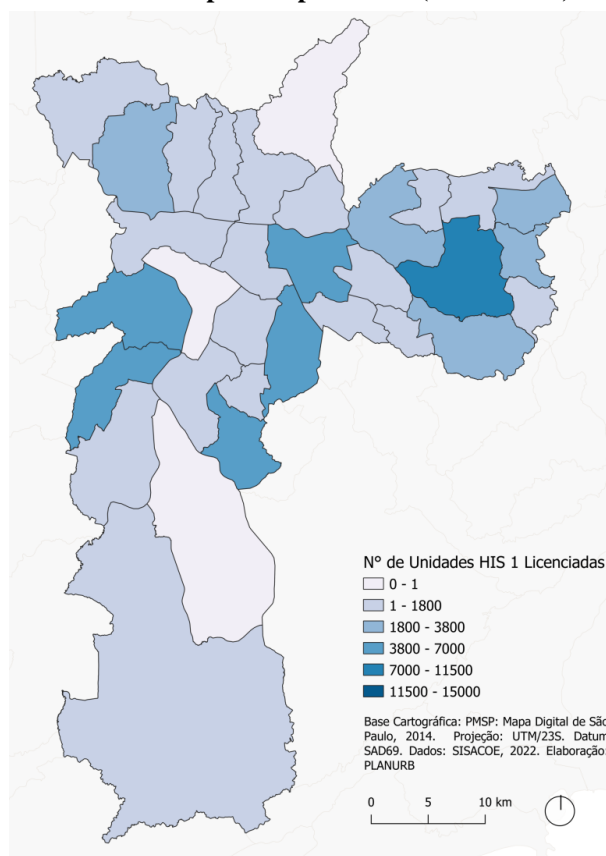 N° de Unidades HIS 1 Licenciadas
0 - 1
1 - 1800
1800 - 3800
3800 - 7000
7000 - 11500
11500 - 15000
Base Cartográfica: PMSP: Mapa Digital de São
Paulo, 2014. Projeção: UTM/23S. Datum
SAD69. Dados: SISACOE, 2022. Elaboração:
PLANURB
0 5 10 km